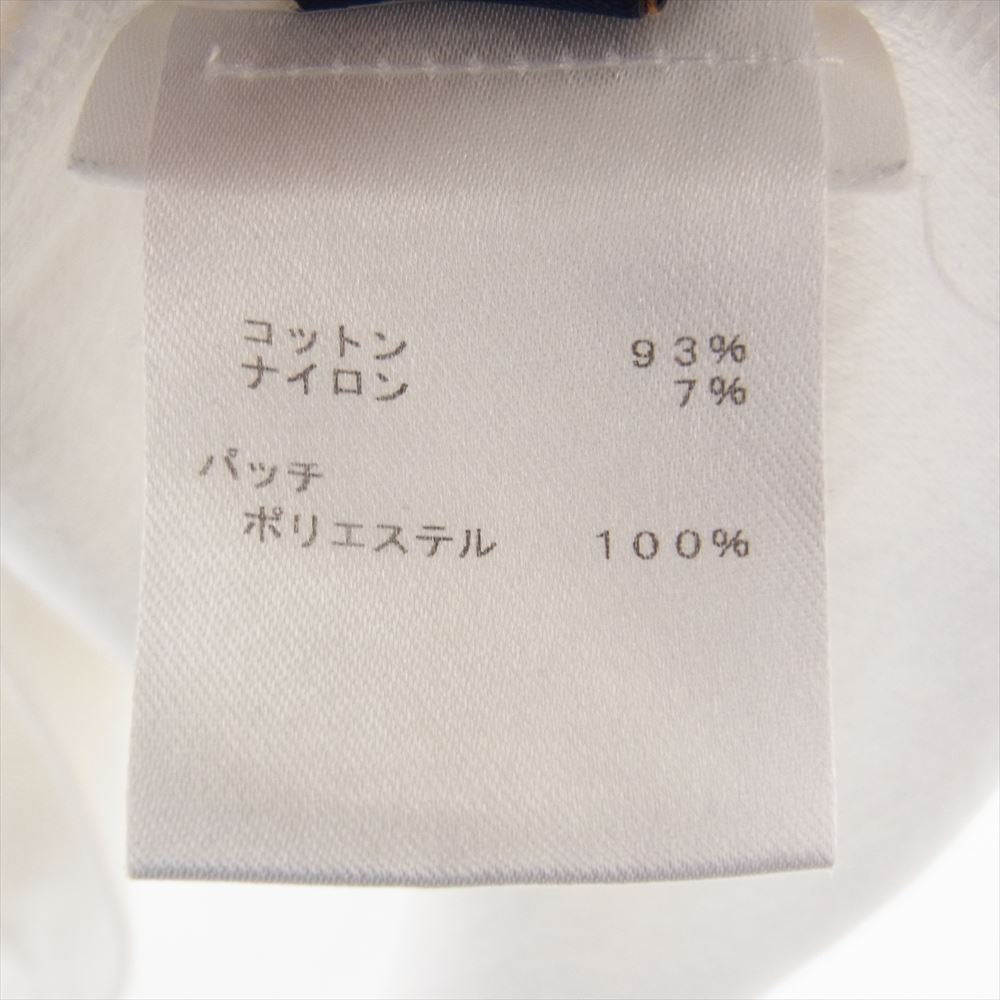 コットン 93%
ナイロン 7%
パッチ
ポリエステル 100%